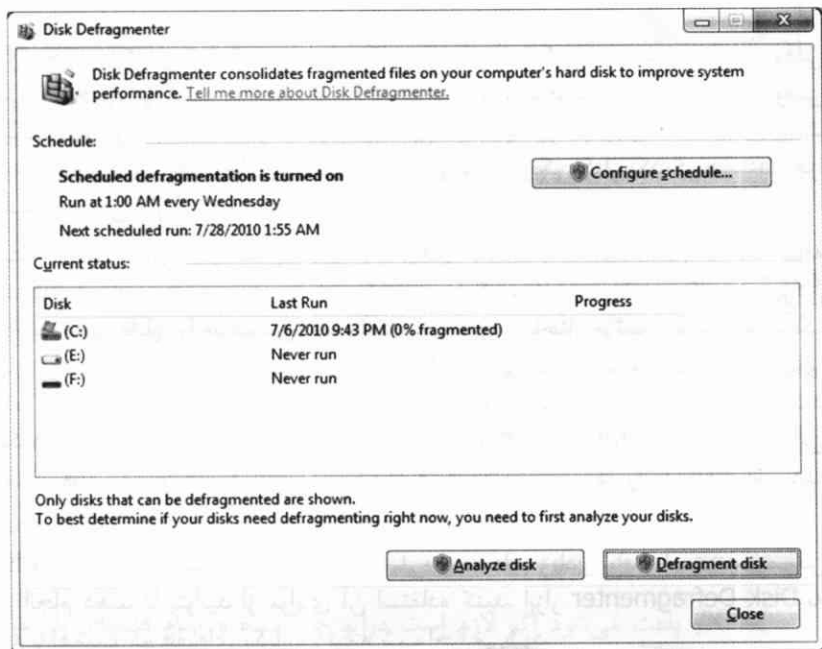 Disk Defragmenter
Disk Defragmenter consolidates fragmented files on your computer's hard disk to improve system
performance. Tell me more about Disk Defragmenter.
Schedule:
Scheduled defragmentation is turned on
Configure schedule...
Run at 1:00 AM every Wednesday
Next scheduled run: 7/28/2010 1:55 AM
Current status:
Disk Last Run Progress
(C:) 7/6/2010 9:43 PM (0% fragmented)
(E:) Never run
(F:) Never run
Only disks that can be defragmented are shown.
To best determine if your disks need defragmenting right now, you need to first analyze your disks.
Analyze disk Defragment disk
Close